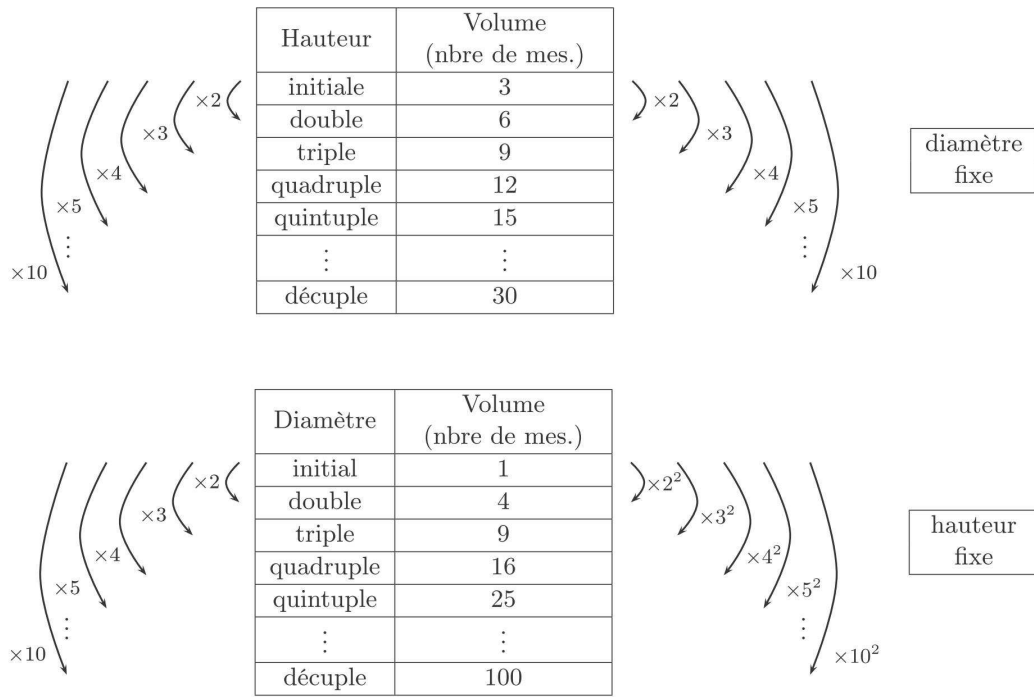 Hauteur Volume
(nbre de mes.)
initiale 3
double 6
triple 9
quadruple 12
quintuple 15
⋮ ⋮
décuple 30
×2 ×3 ×4 ×5 ⋮ ×10
×2 ×3 ×4 ×5 ⋮ ×10
diamètre
fixe
Diamètre Volume
(nbre de mes.)
initial 1
double 4
triple 9
quadruple 16
quintuple 25
⋮ ⋮
décuple 100
×2 ×3 ×4 ×5 ⋮ ×10
×2² ×3² ×4² ×5² ⋮ ×10²
hauteur
fixe